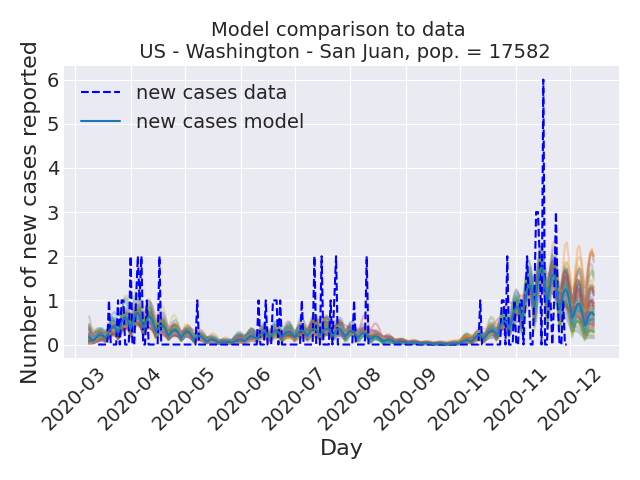 Model comparison to data
US - Washington - San Juan, pop. = 17582
Number of new cases reported
6
5
4
3
2
1
0
new cases data
new cases model
2020-03
2020-04
2020-05
2020-06
2020-07
2020-08
2020-09
2020-10
2020-11
2020-12
Day